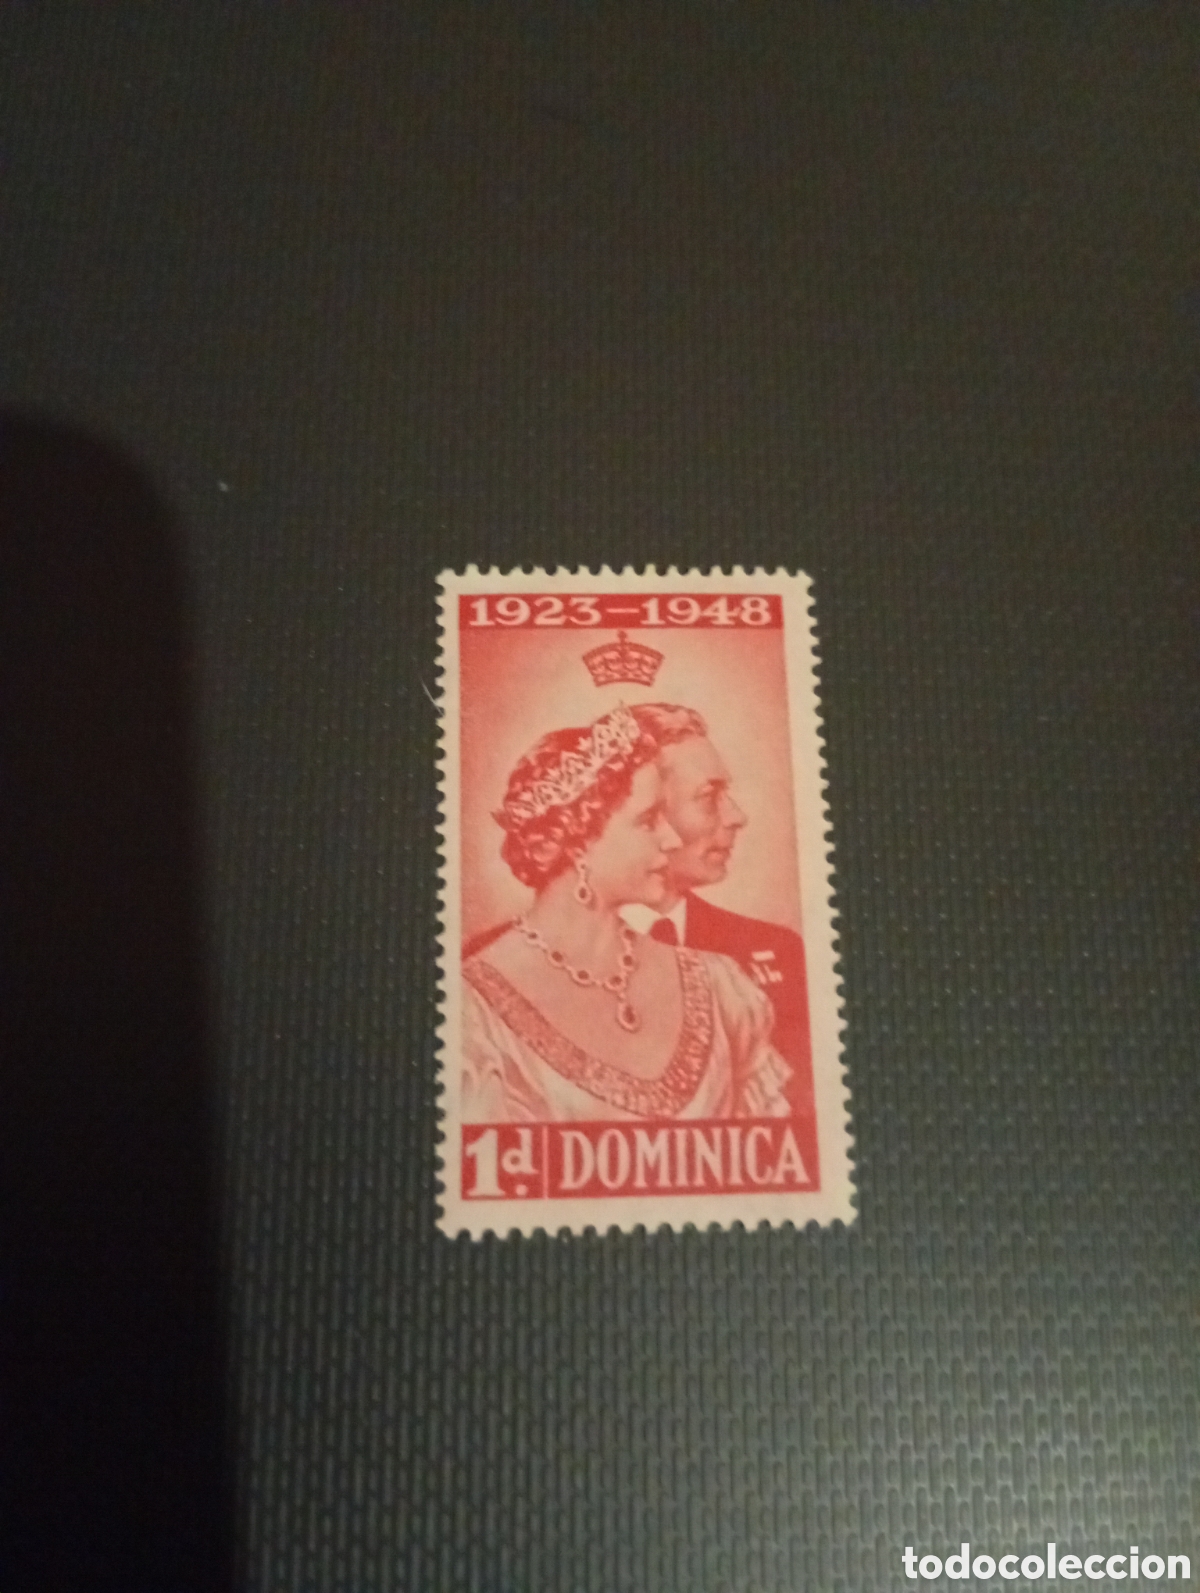 1923-1948
1d. DOMINICA
todocoleccion